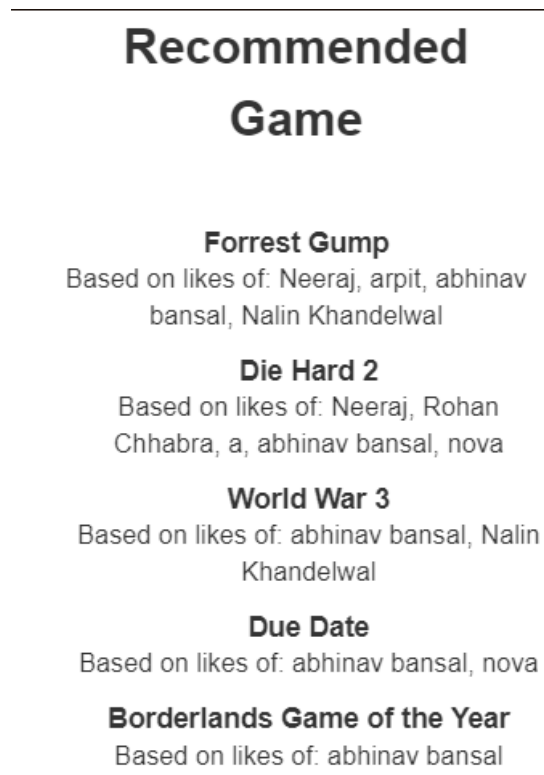 Recommended
Game
Forrest Gump
Based on likes of: Neeraj, arpit, abhinav
bansal, Nalin Khandelwal
Die Hard 2
Based on likes of: Neeraj, Rohan
Chhabra, a, abhinav bansal, nova
World War 3
Based on likes of: abhinav bansal, Nalin
Khandelwal
Due Date
Based on likes of: abhinav bansal, nova
Borderlands Game of the Year
Based on likes of: abhinav bansal